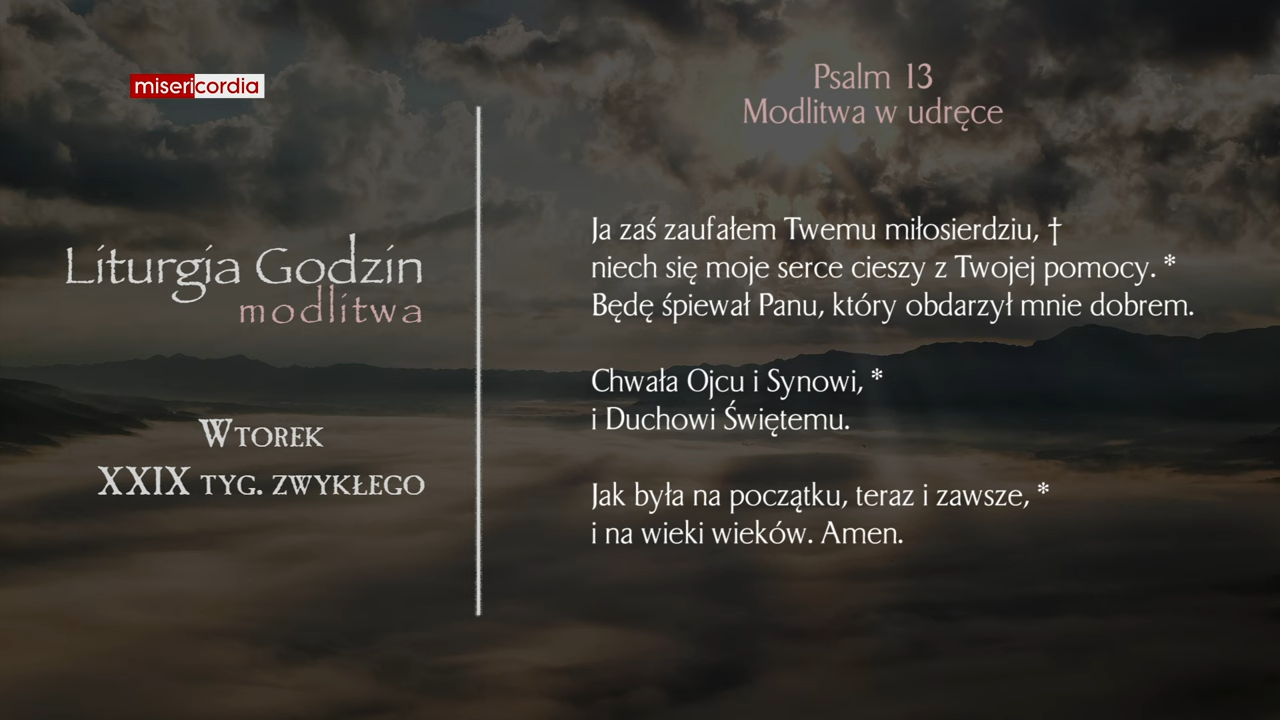 misericordia
Liturgia Godzin
modlitwa
Wtorek
XXIX tyg. zwykłego
Psalm 13
Modlitwa w udręce
Ja zaś zaufałem Twemu miłosierdziu, †
niech się moje serce cieszy z Twojej pomocy. *
Będę śpiewał Panu, który obdarzył mnie dobrem.
Chwała Ojcu i Synowi, *
i Duchowi Świętemu.
Jak była na początku, teraz i zawsze, *
i na wieki wieków. Amen.